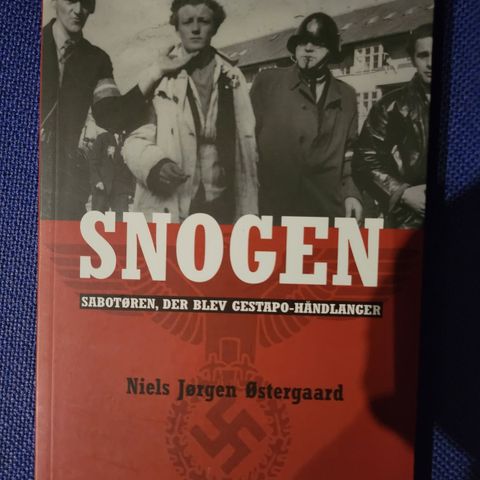 SNOGEN
SABOTØREN, DER BLEV GESTAPO-HÅNDLANGER
Niels Jørgen Østergaard